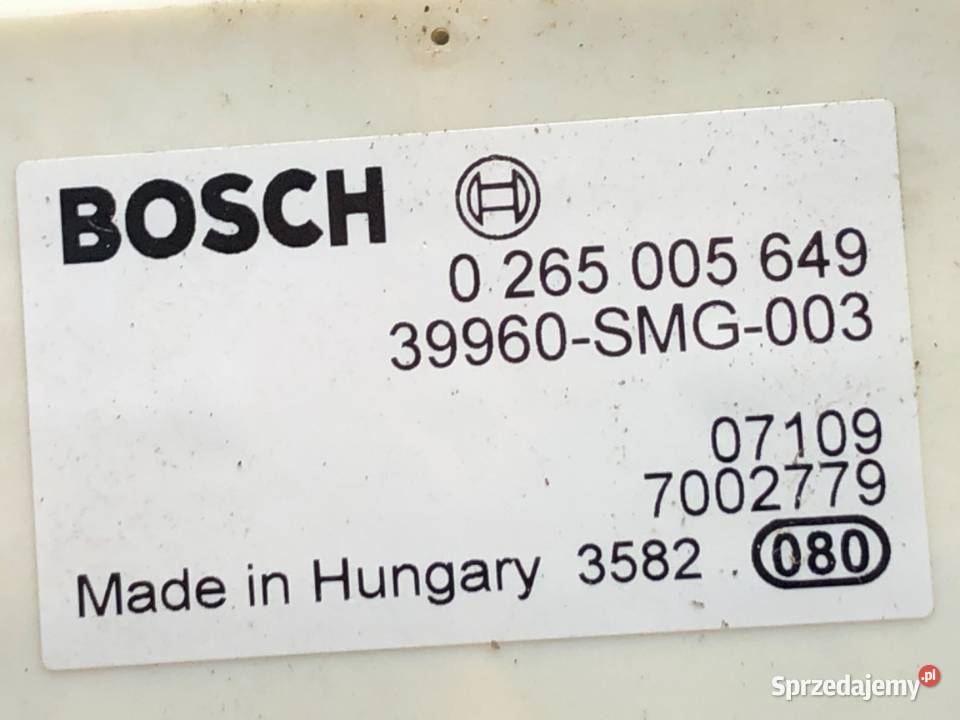 BOSCH
0 265 005 649
39960-SMG-003
07109
7002779
Made in Hungary 3582 . 080
Sprzedajemy.pl